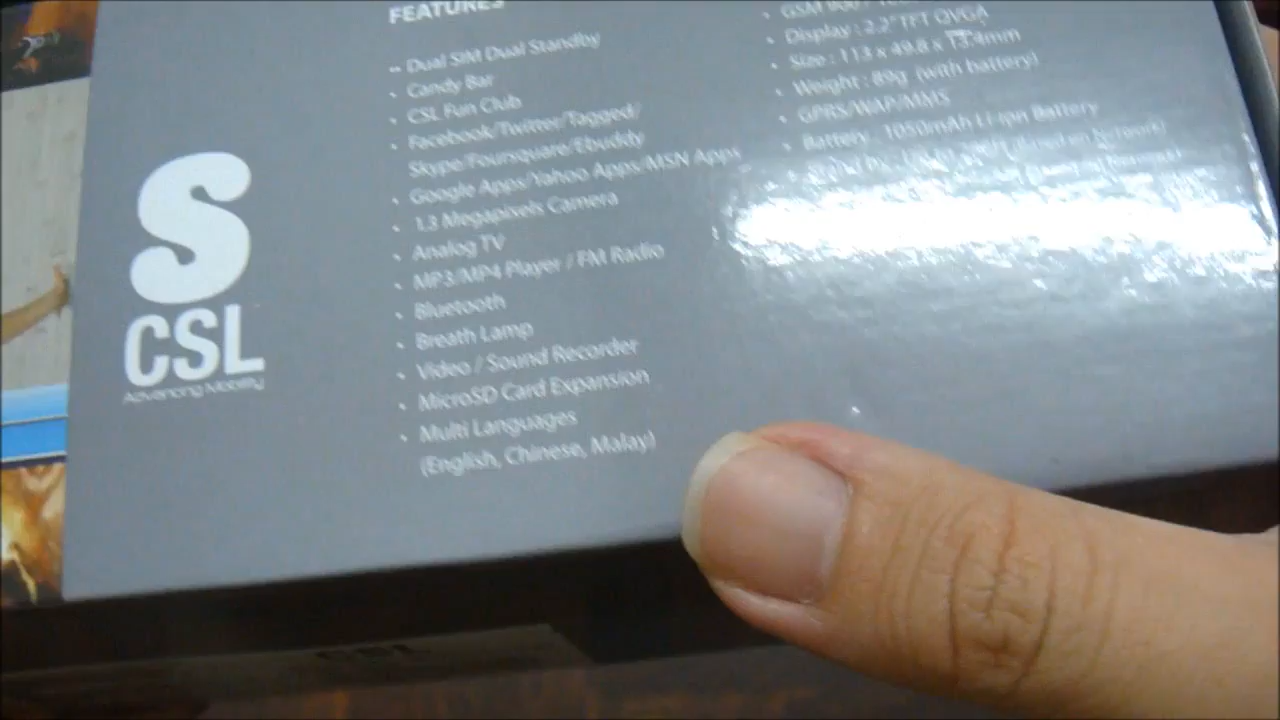 FEATURES
- Dual SIM Dual Standby
- Candy Bar
- CSL Fun Club
- Facebook/Twitter/Tagged/
Skype/Foursquare/Ebuddy
- Google Apps/Yahoo Apps/MSN Apps
- 1.3 Megapixels Camera
- Analog TV
- MP3/MP4 Player / FM Radio
- Bluetooth
- Breath Lamp
- Video / Sound Recorder
- MicroSD Card Expansion
- Multi Languages
(English, Chinese, Malay)
- GSM 900 /
- Display : 2.2" TFT QVGA
- Size : 113 x 49.8 x 13.4mm
- Weight : 89g (with battery)
- GPRS/WAP/MMS
- Battery : 1050mAh Li-ion Battery
S
CSL
Advancing Mobility